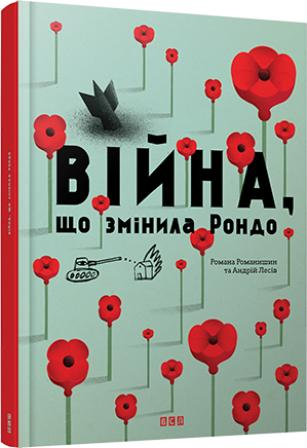 ВІЙНА,
що змінила Рондо
Романа Романишин
та Андрій Лесів
ВСЛ